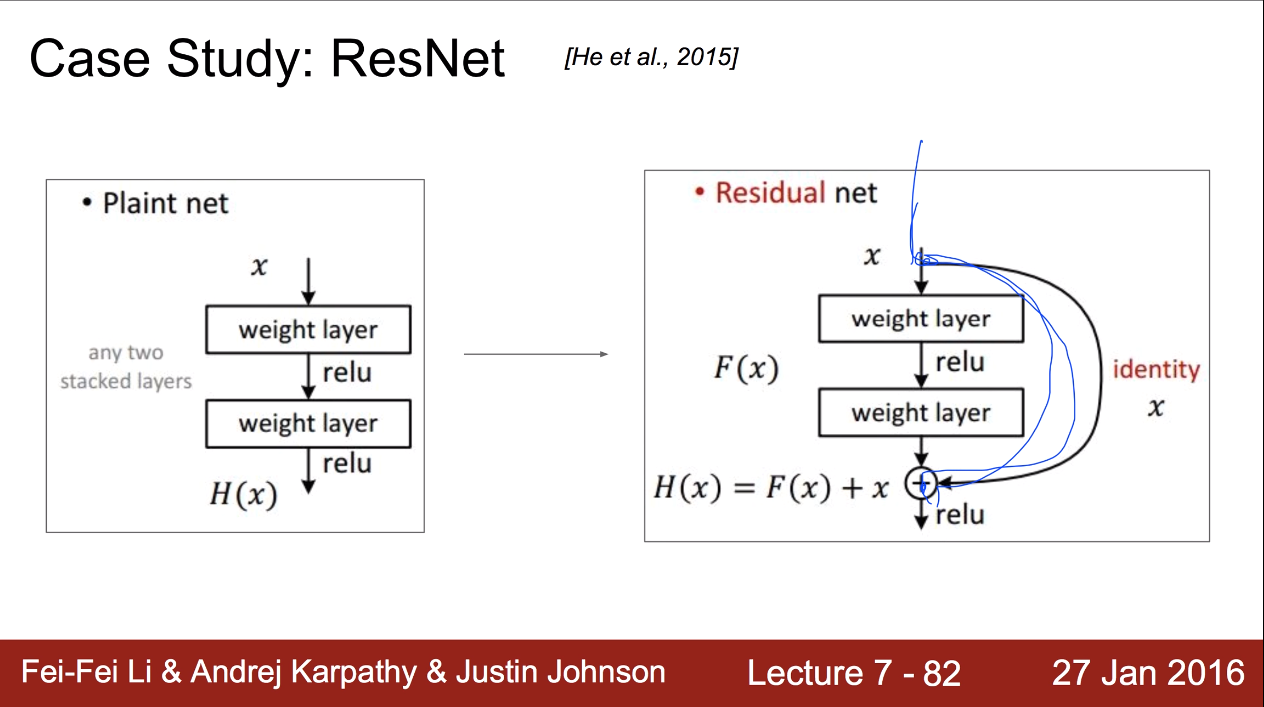 Case Study: ResNet
[He et al., 2015]
• Plaint net
x
weight layer
any two
stacked layers
relu
weight layer
relu
H(x)
• Residual net
x
weight layer
F(x)
relu
identity
x
weight layer
H(x) = F(x) + x
+
relu
Fei-Fei Li & Andrej Karpathy & Justin Johnson
Lecture 7 - 82
27 Jan 2016